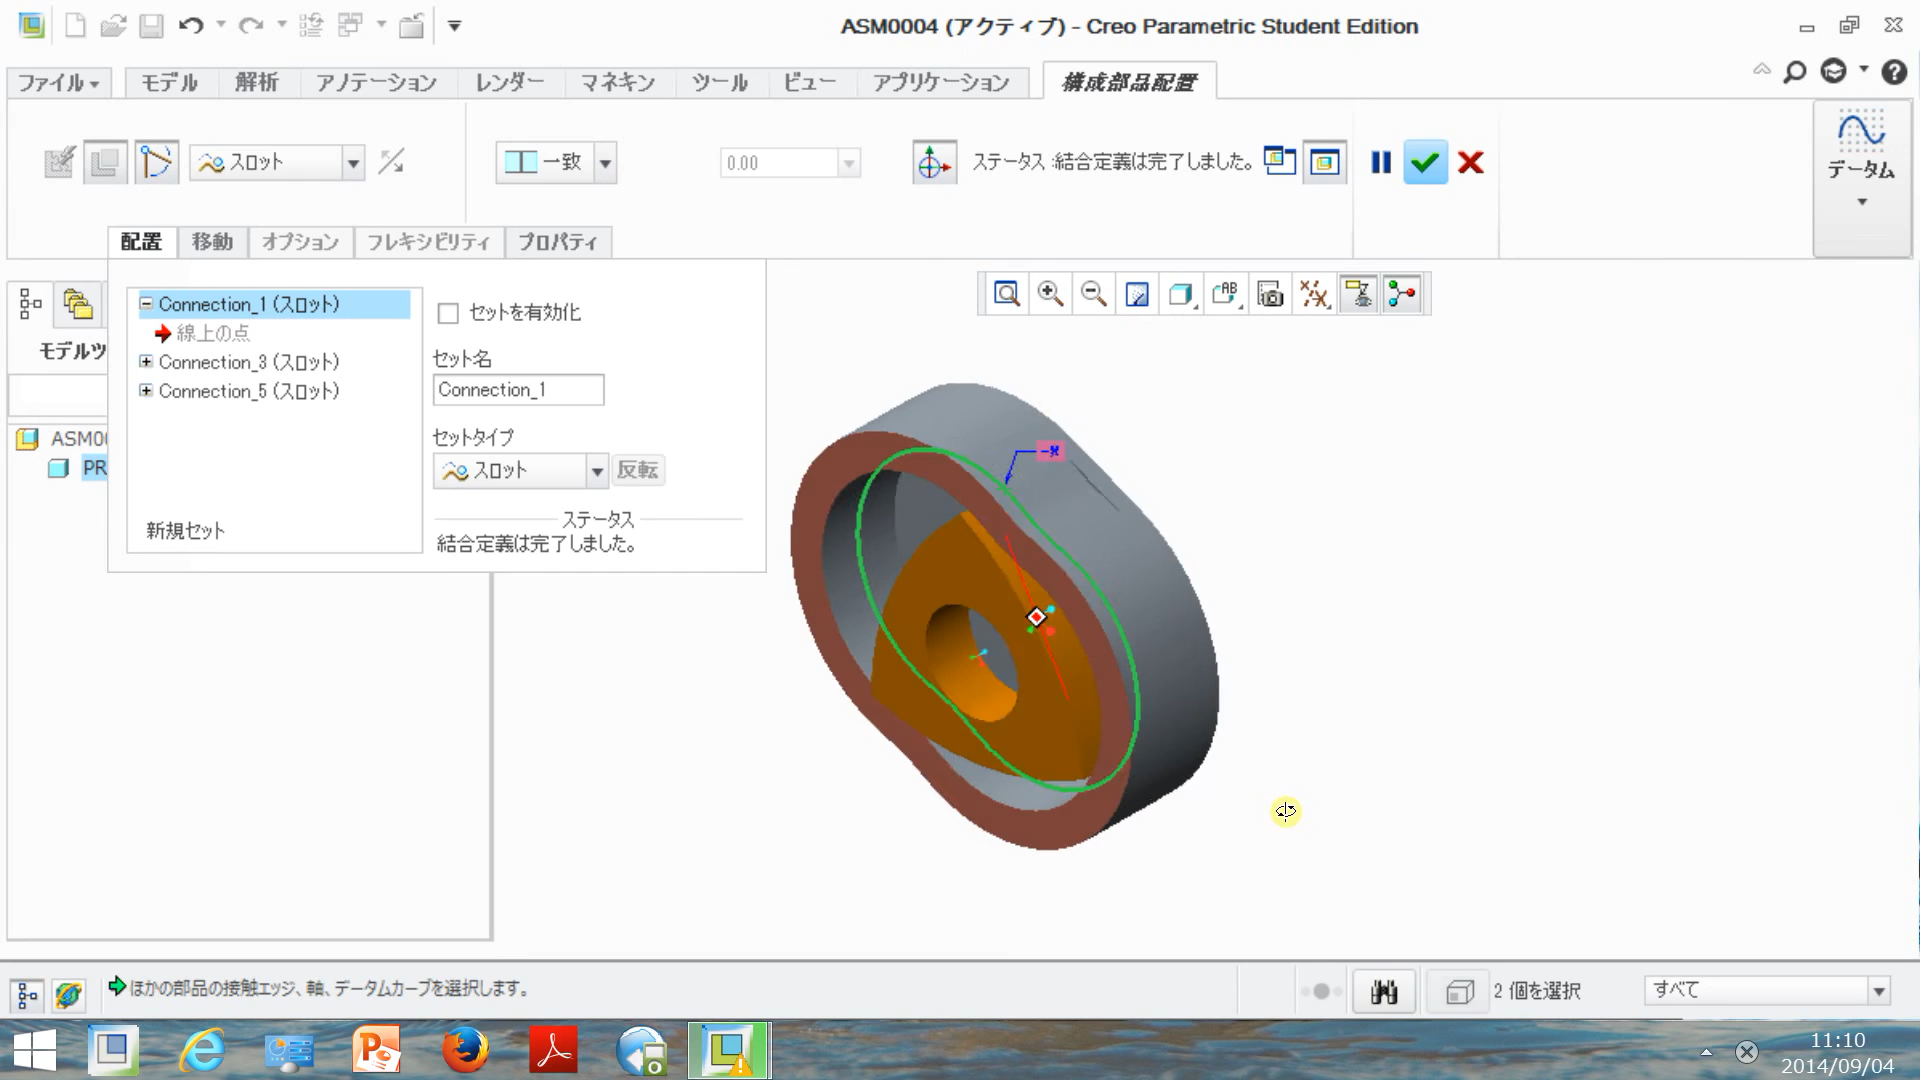 ASM0004 (アクティブ) - Creo Parametric Student Edition
ファイル モデル 解析 アノテーション レンダー マネキン ツール ビュー アプリケーション 構成部品配置
スロット 一致 0.00 ステータス :結合定義は完了しました。
データム
配置 移動 オプション フレキシビリティ プロパティ
Connection_1 (スロット)
線上の点
Connection_3 (スロット)
Connection_5 (スロット)
新規セット
セットを有効化
セット名
Connection_1
セットタイプ
スロット 反転
ステータス
結合定義は完了しました。
モデルツ
ASM00
PR
ほかの部品の接触エッジ、軸、データムカーブを選択します。
2 個を選択 すべて
11:10
2014/09/04